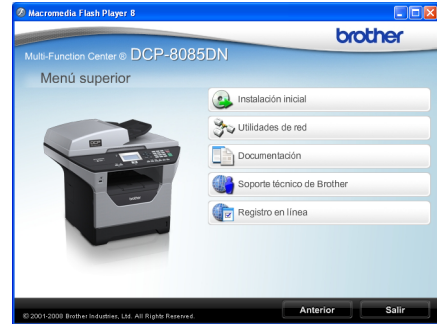 Macromedia Flash Player 8
brother
Multi-Function Center ® DCP-8085DN
Menú superior
Instalación inicial
Utilidades de red
Documentación
Soporte técnico de Brother
Registro en línea
© 2001-2008 Brother Industries, Ltd. All Rights Reserved.
Anterior
Salir